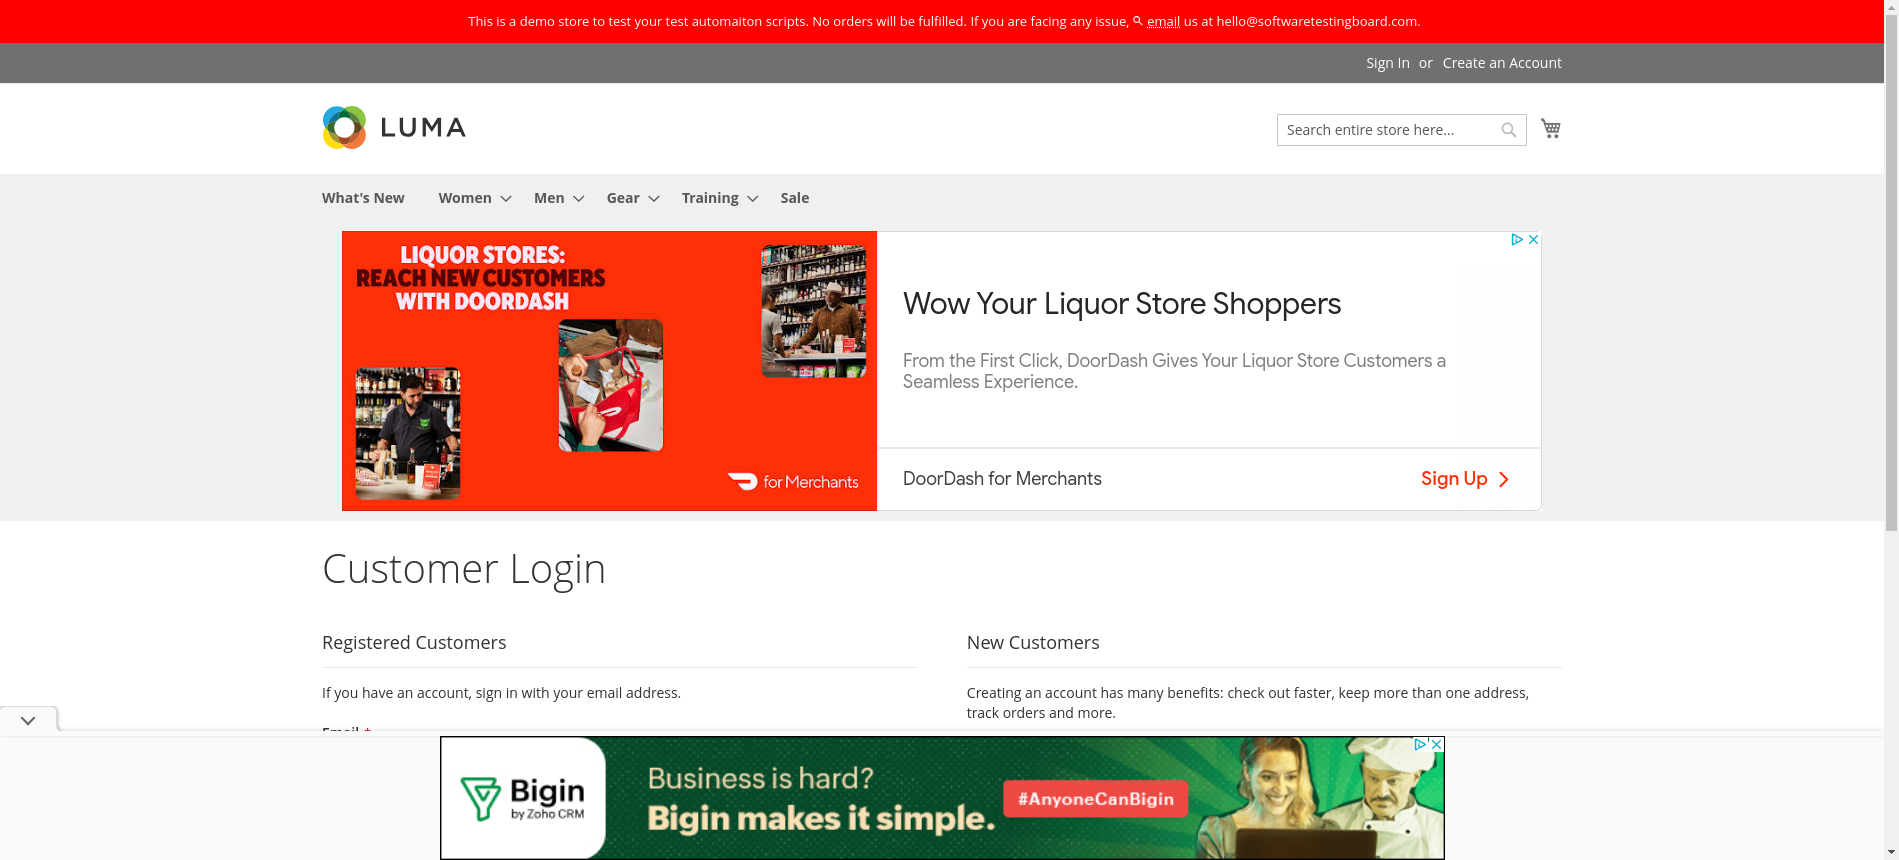 This is a demo store to test your test automaiton scripts. No orders will be fulfilled. If you are facing any issue, email us at hello@softwaretestingboard.com.
Sign In or Create an Account
LUMA
Search entire store here...
What's New Women Men Gear Training Sale
LIQUOR STORES:
REACH NEW CUSTOMERS
WITH DOORDASH
for Merchants
Wow Your Liquor Store Shoppers
From the First Click, DoorDash Gives Your Liquor Store Customers a
Seamless Experience.
DoorDash for Merchants
Sign Up
Customer Login
Registered Customers
If you have an account, sign in with your email address.
Email *
New Customers
Creating an account has many benefits: check out faster, keep more than one address,
track orders and more.
Bigin
by Zoho CRM
Business is hard?
Bigin makes it simple.
#AnyoneCanBigin